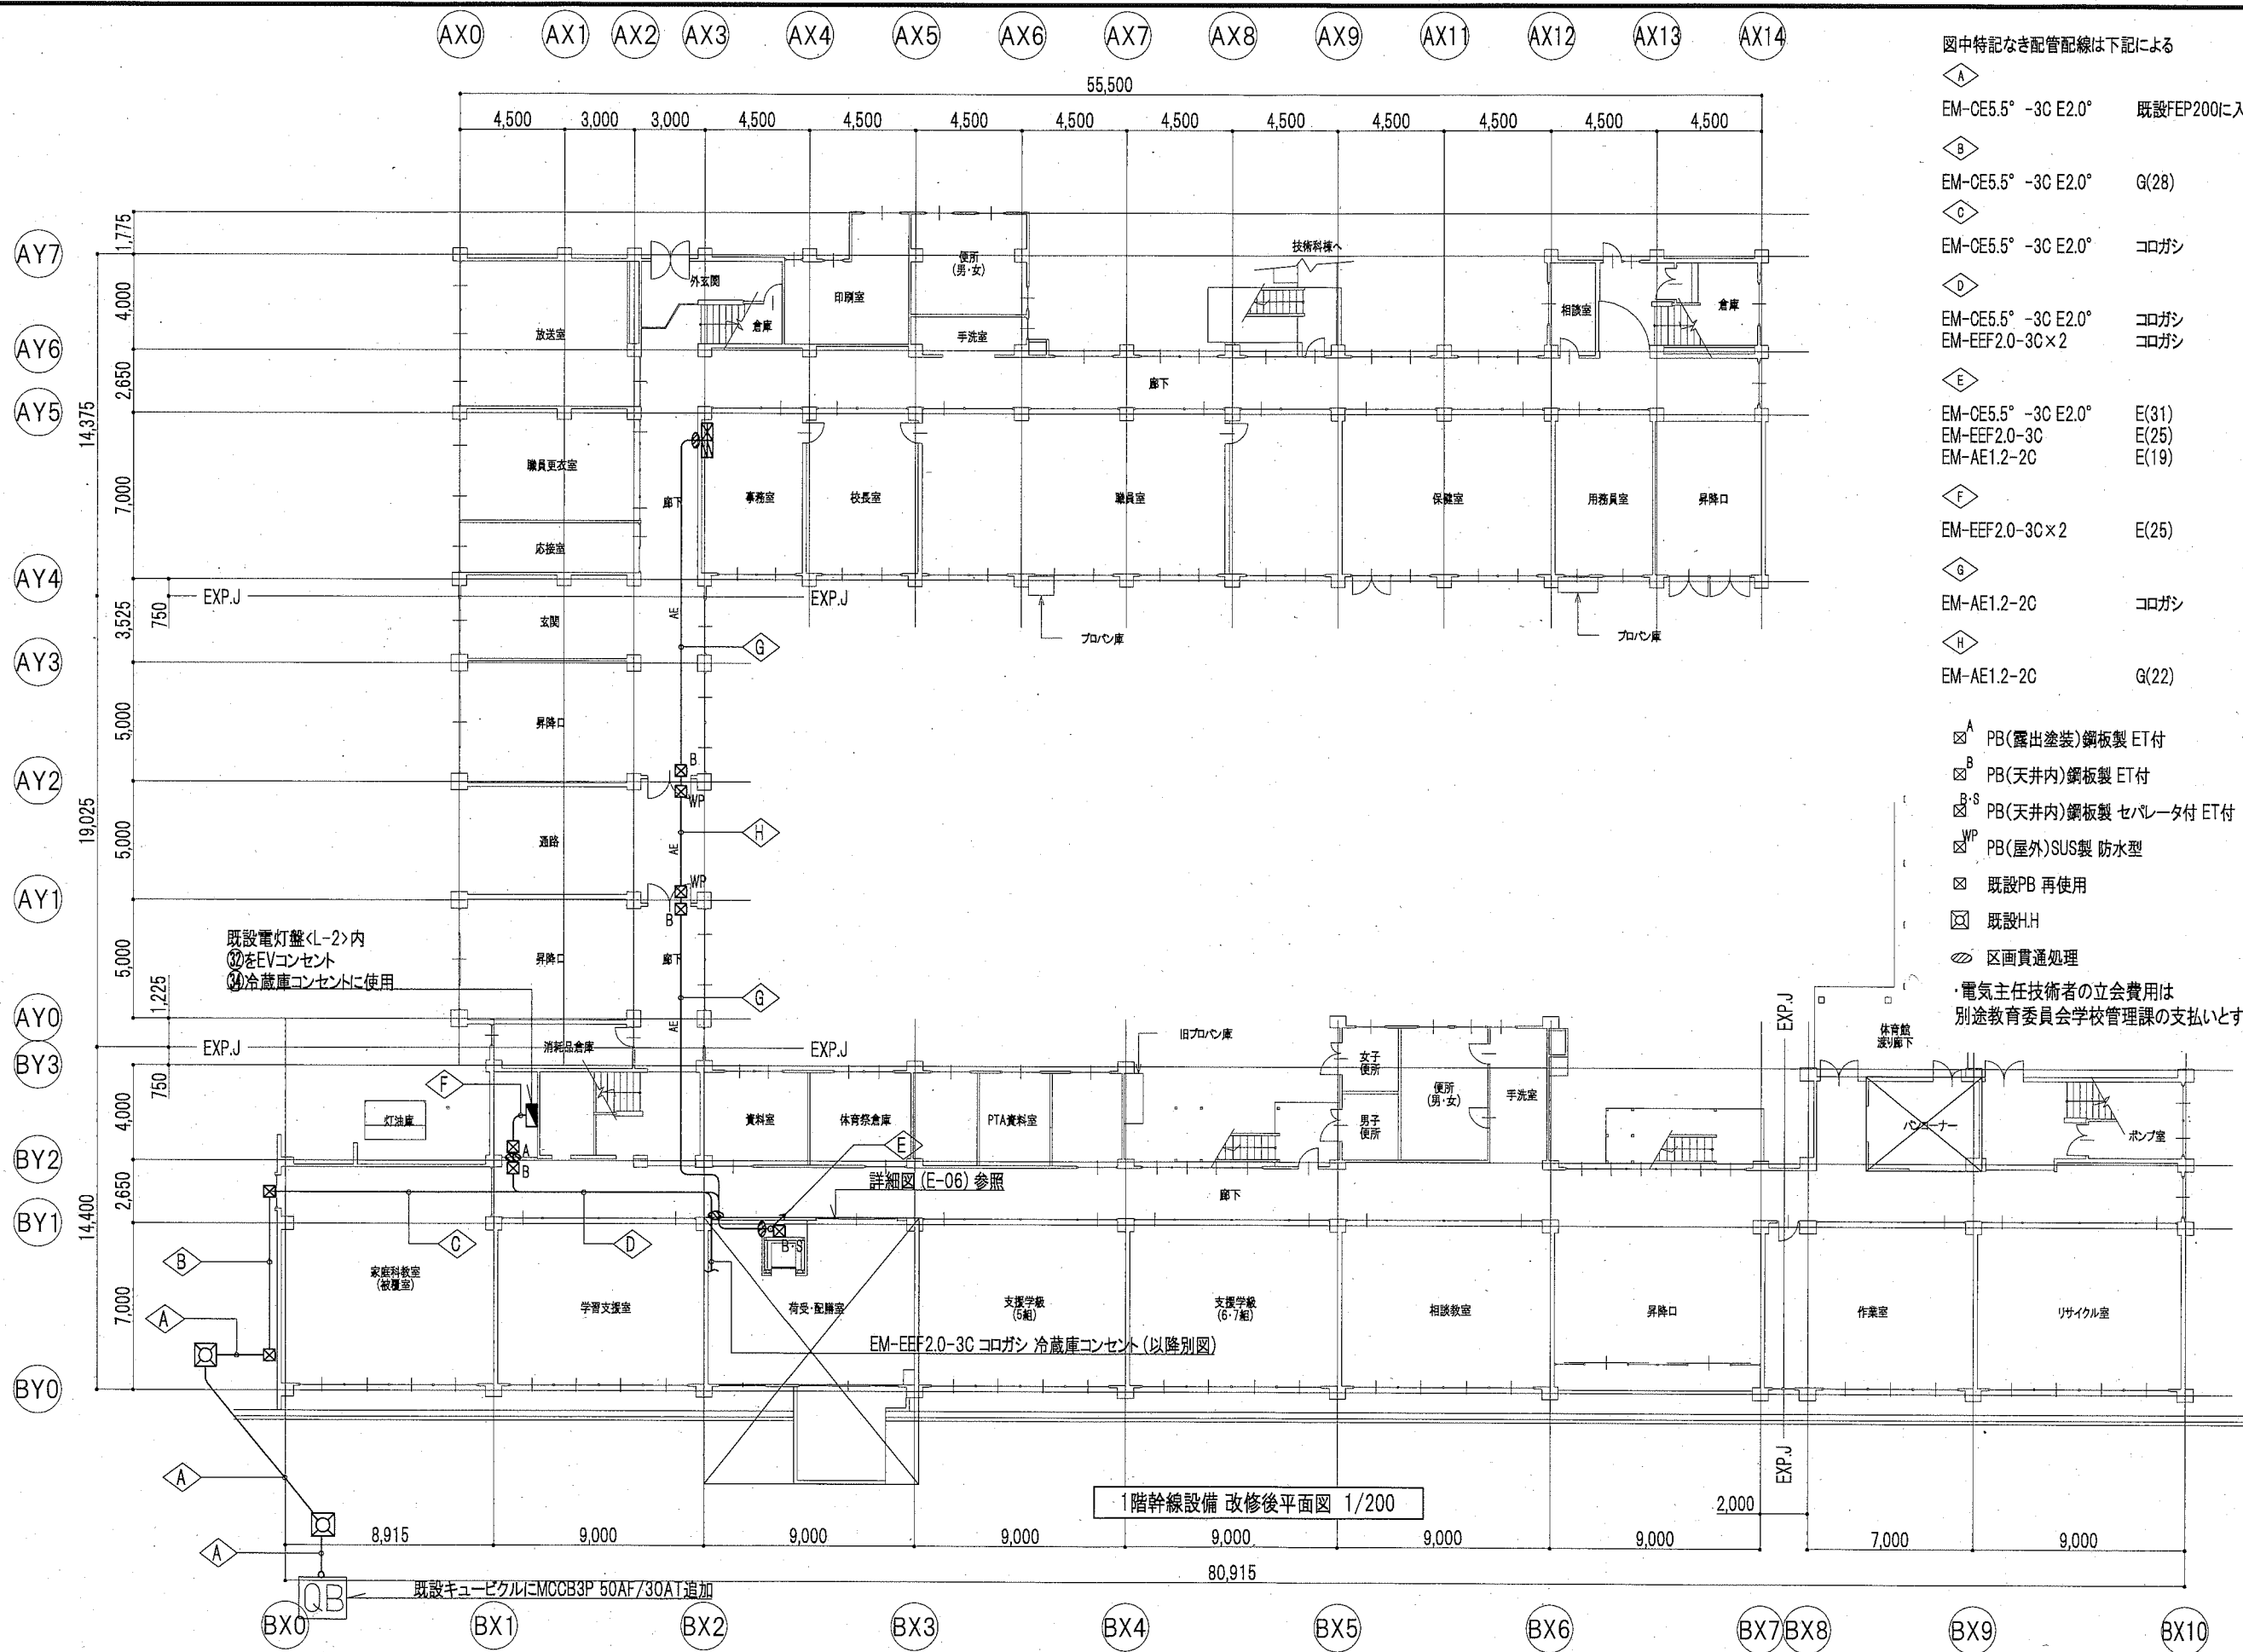 AX0 AX1 AX2 AX3 AX4 AX5 AX6 AX7 AX8 AX9 AX11 AX12 AX13 AX14
55,500
4,500 3,000 3,000 4,500 4,500 4,500 4,500 4,500 4,500 4,500 4,500 4,500 4,500
図中特記なき配管配線は下記による
A
EM-CE5.5° -3C E2.0° 既設FEP200に入
B
EM-CE5.5° -3C E2.0° G(28)
C
EM-CE5.5° -3C E2.0° コロガシ
D
EM-CE5.5° -3C E2.0° コロガシ
EM-EEF2.0-3C×2 コロガシ
E
EM-CE5.5° -3C E2.0° E(31)
EM-EEF2.0-3C E(25)
EM-AE1.2-2C E(19)
F
EM-EEF2.0-3C×2 E(25)
G
EM-AE1.2-2C コロガシ
H
EM-AE1.2-2C G(22)
A PB(露出塗装)鋼板製 ET付
B PB(天井内)鋼板製 ET付
B・S PB(天井内)鋼板製 セパレータ付 ET付
WP PB(屋外)SUS製 防水型
既設PB 再使用
既設H.H
区画貫通処理
・電気主任技術者の立会費用は
別途教育委員会学校管理課の支払いとす
AY7
AY6
AY5
AY4
AY3
AY2
AY1
AY0
BY3
BY2
BY1
BY0
1,775
4,000
2,650
7,000
14,375
3,525
750
5,000
5,000
5,000
19,025
1,225
750
4,000
2,650
7,000
14,400
放送室
外玄関
倉庫
印刷室
便所
(男・女)
手洗室
技術科棟へ
相談室
倉庫
廊下
職員更衣室
応接室
廊下
事務室
校長室
職員室
保健室
用務員室
昇降口
EXP.J
EXP.J
プロパン庫
プロパン庫
玄関
AE
G
昇降口
B
WP
通路
AE
H
WP
B
昇降口
廊下
G
AE
既設電灯盤<L-2>内
㉜をEVコンセント
㉞冷蔵庫コンセントに使用
EXP.J
EXP.J
消耗品倉庫
F
灯油庫
A
B
資料室
体育祭倉庫
PTA資料室
旧プロパン庫
女子
便所
男子
便所
便所
(男・女)
手洗室
EXP.J
体育館
渡り廊下
パンコーナー
ポンプ室
E
詳細図 (E-06) 参照
廊下
B
C
D
B・S
A
家庭科教室
(被覆室)
学習支援室
荷受・配膳室
支援学級
(5組)
支援学級
(6・7組)
相談教室
昇降口
作業室
リサイクル室
EM-EEF2.0-3C コロガシ 冷蔵庫コンセント (以降別図)
A
A
EXP.J
1階幹線設備 改修後平面図 1/200
2,000
8,915 9,000 9,000 9,000 9,000 9,000 9,000 7,000 9,000
80,915
QB
既設キュービクルにMCCB3P 50AF/30AT追加
BX0 BX1 BX2 BX3 BX4 BX5 BX6 BX7 BX8 BX9 BX10